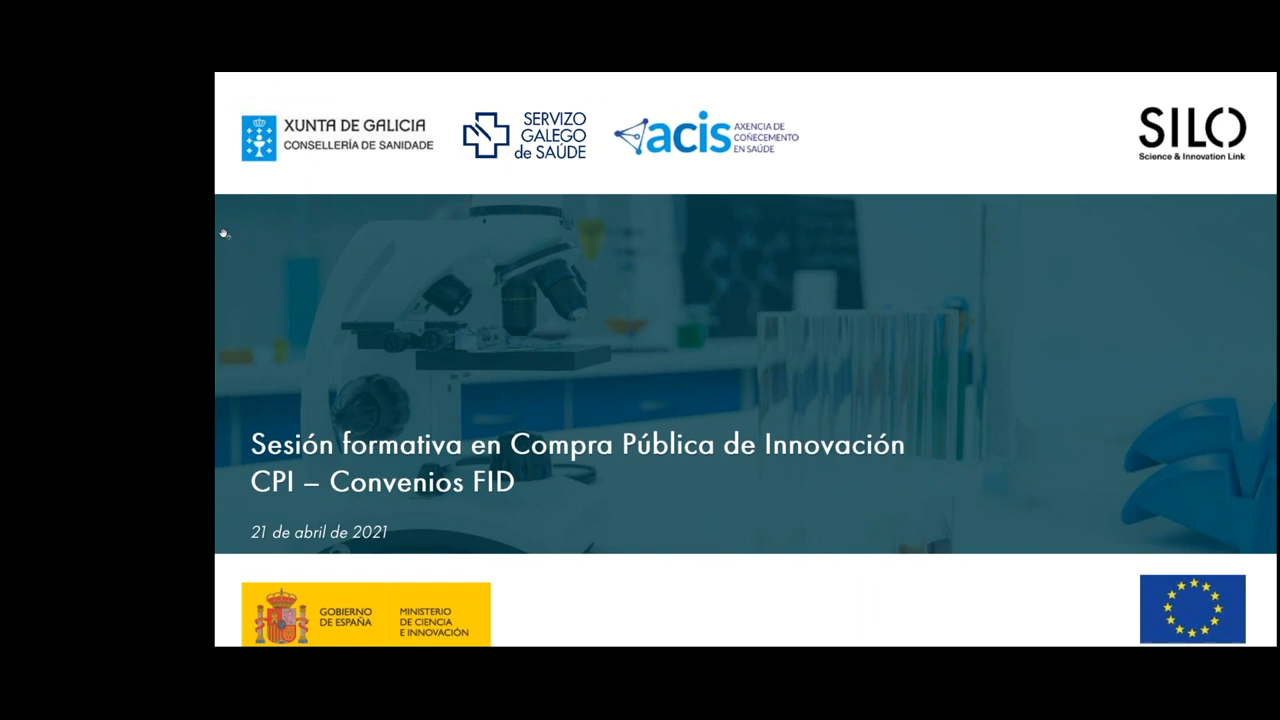 XUNTA DE GALICIA
CONSELLERÍA DE SANIDADE
SERVIZO
GALEGO
de SAÚDE
acis
AXENCIA DE
COÑECEMENTO
EN SAÚDE
SILO
Science & Innovation Link
Sesión formativa en Compra Pública de Innovación
CPI – Convenios FID
21 de abril de 2021
GOBIERNO
DE ESPAÑA
MINISTERIO
DE CIENCIA
E INNOVACIÓN